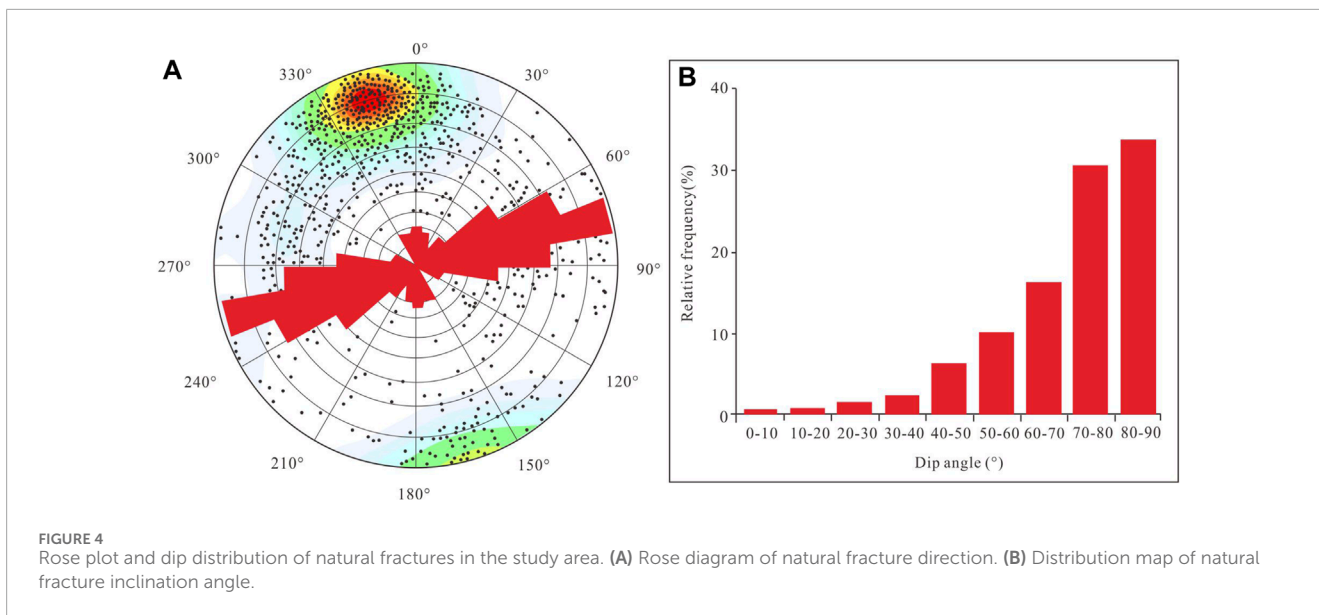 A
0°
30°
60°
90°
120°
150°
180°
210°
240°
270°
300°
330°
B
Relative frequency(%)
40
30
20
10
0
0-10 10-20 20-30 30-40 40-50 50-60 60-70 70-80 80-90
Dip angle (°)
FIGURE 4
Rose plot and dip distribution of natural fractures in the study area. (A) Rose diagram of natural fracture direction. (B) Distribution map of natural
fracture inclination angle.